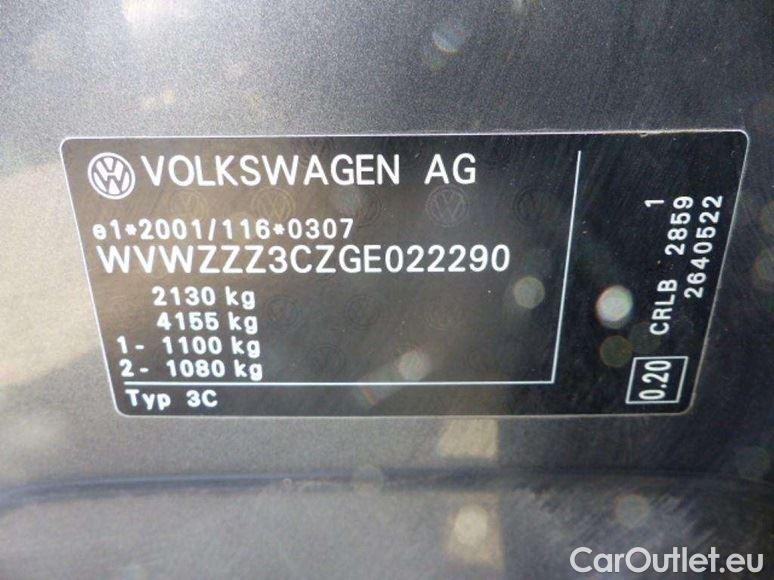 VOLKSWAGEN AG
e1*2001/116*0307
WVWZZZ3CZGE022290
2130 kg
4155 kg
1- 1100 kg
2- 1080 kg
Typ 3C
1
CRLB 2859
2640522
0.20
CarOutlet.eu